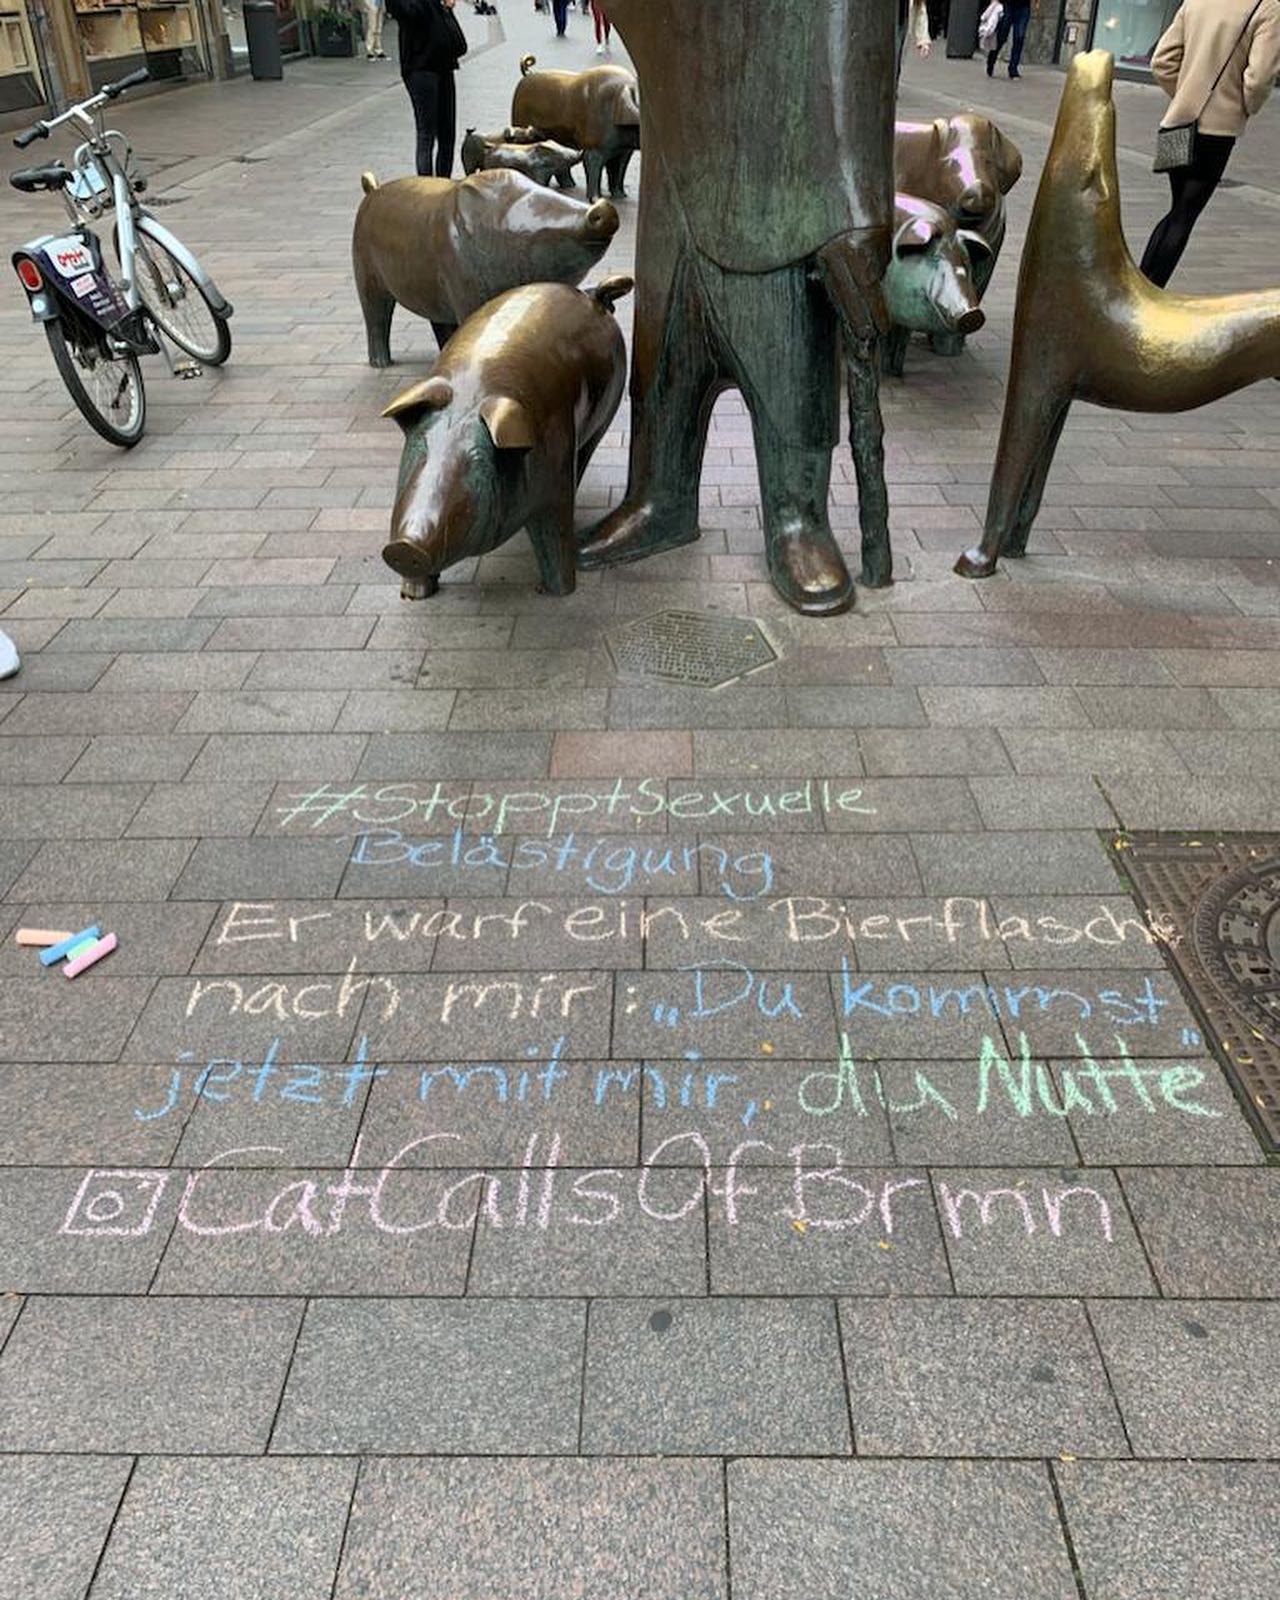 #StopptSexuelle
Belästigung
Er warf eine Bierflasche
nach mir: „Du kommst
jetzt mit mir, du Nutte"
CatCallsOfBrmn